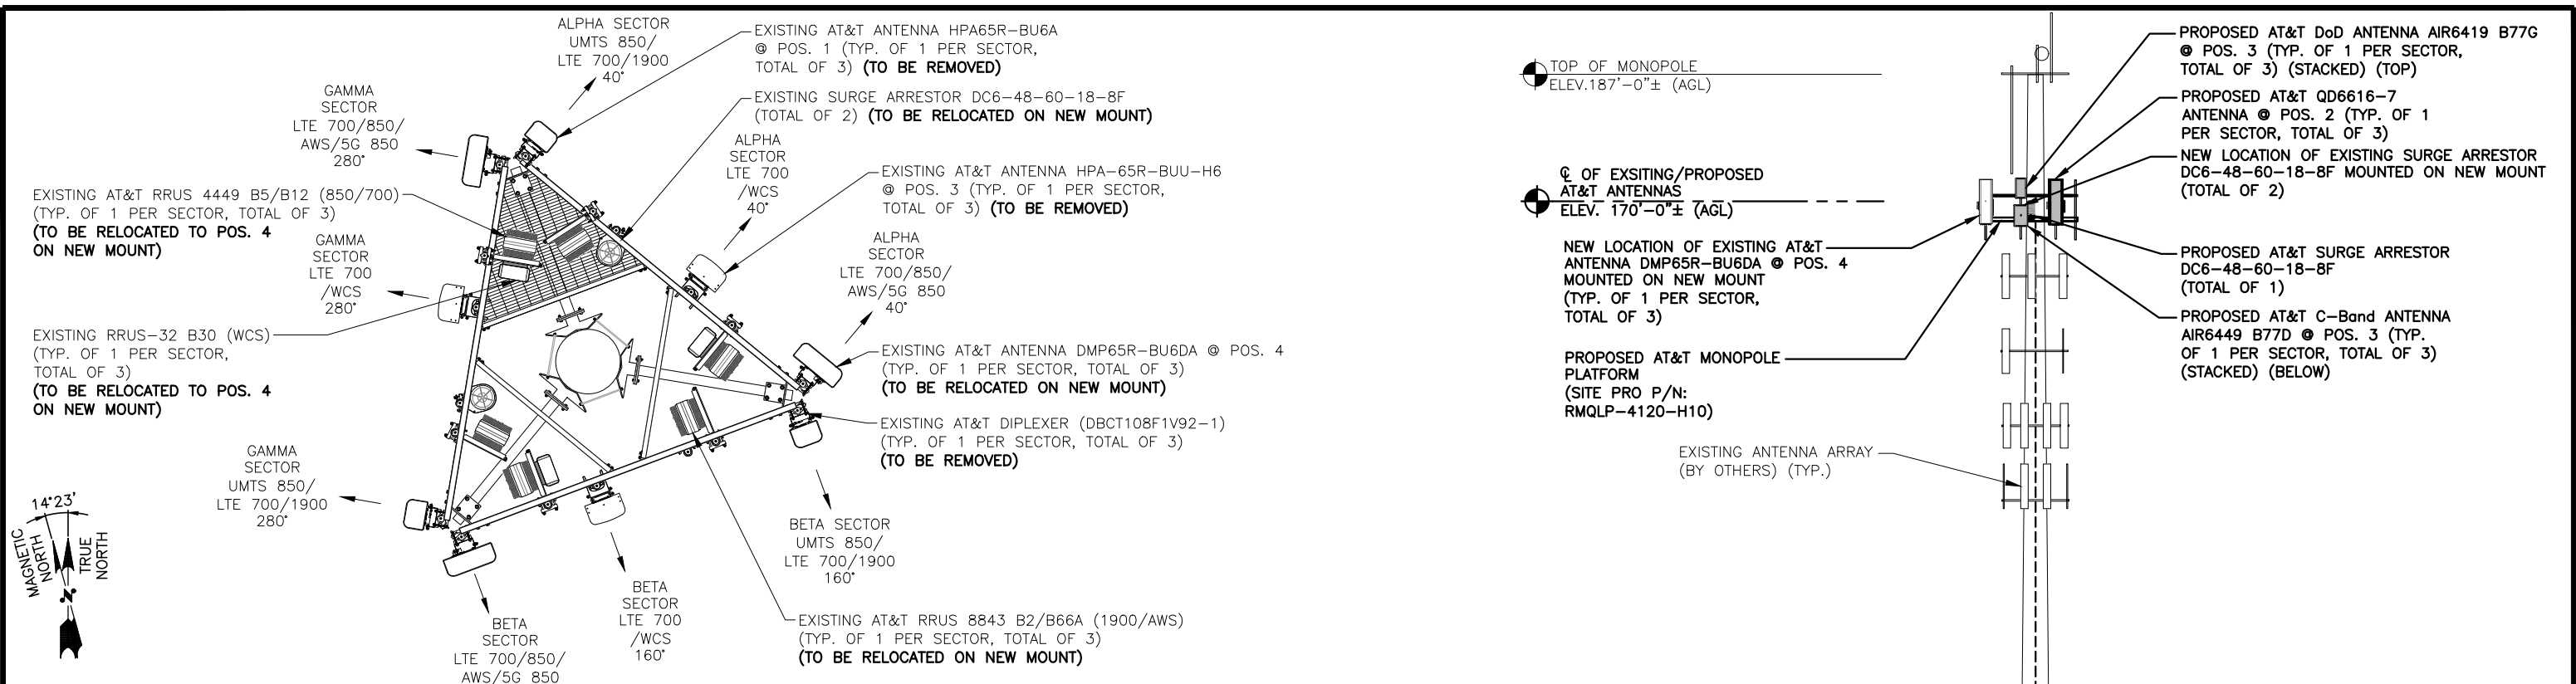 ALPHA SECTOR
UMTS 850/
LTE 700/1900
40°
EXISTING AT&T ANTENNA HPA65R-BU6A
@ POS. 1 (TYP. OF 1 PER SECTOR,
TOTAL OF 3) (TO BE REMOVED)
GAMMA
SECTOR
LTE 700/850/
AWS/5G 850
280°
EXISTING SURGE ARRESTOR DC6-48-60-18-8F
(TOTAL OF 2) (TO BE RELOCATED ON NEW MOUNT)
ALPHA
SECTOR
LTE 700
/WCS
40°
EXISTING AT&T ANTENNA HPA-65R-BUU-H6
@ POS. 3 (TYP. OF 1 PER SECTOR,
TOTAL OF 3) (TO BE REMOVED)
EXISTING AT&T RRUS 4449 B5/B12 (850/700)
(TYP. OF 1 PER SECTOR, TOTAL OF 3)
(TO BE RELOCATED TO POS. 4
ON NEW MOUNT)
GAMMA
SECTOR
LTE 700
/WCS
280°
ALPHA
SECTOR
LTE 700/850/
AWS/5G 850
40°
EXISTING RRUS-32 B30 (WCS)
(TYP. OF 1 PER SECTOR,
TOTAL OF 3)
(TO BE RELOCATED TO POS. 4
ON NEW MOUNT)
EXISTING AT&T ANTENNA DMP65R-BU6DA @ POS. 4
(TYP. OF 1 PER SECTOR, TOTAL OF 3)
(TO BE RELOCATED ON NEW MOUNT)
EXISTING AT&T DIPLEXER (DBCT108F1V92-1)
(TYP. OF 1 PER SECTOR, TOTAL OF 3)
(TO BE REMOVED)
GAMMA
SECTOR
UMTS 850/
LTE 700/1900
280°
14°23'
MAGNETIC
NORTH
TRUE
NORTH
N
BETA SECTOR
UMTS 850/
LTE 700/1900
160°
BETA
SECTOR
LTE 700
/WCS
160°
BETA
SECTOR
LTE 700/850/
AWS/5G 850
EXISTING AT&T RRUS 8843 B2/B66A (1900/AWS)
(TYP. OF 1 PER SECTOR, TOTAL OF 3)
(TO BE RELOCATED ON NEW MOUNT)
TOP OF MONOPOLE
ELEV.187'-0"± (AGL)
℄ OF EXSITING/PROPOSED
AT&T ANTENNAS
ELEV. 170'-0"± (AGL)
NEW LOCATION OF EXISTING AT&T
ANTENNA DMP65R-BU6DA @ POS. 4
MOUNTED ON NEW MOUNT
(TYP. OF 1 PER SECTOR,
TOTAL OF 3)
PROPOSED AT&T MONOPOLE
PLATFORM
(SITE PRO P/N:
RMQLP-4120-H10)
EXISTING ANTENNA ARRAY
(BY OTHERS) (TYP.)
PROPOSED AT&T DoD ANTENNA AIR6419 B77G
@ POS. 3 (TYP. OF 1 PER SECTOR,
TOTAL OF 3) (STACKED) (TOP)
PROPOSED AT&T QD6616-7
ANTENNA @ POS. 2 (TYP. OF 1
PER SECTOR, TOTAL OF 3)
NEW LOCATION OF EXISTING SURGE ARRESTOR
DC6-48-60-18-8F MOUNTED ON NEW MOUNT
(TOTAL OF 2)
PROPOSED AT&T SURGE ARRESTOR
DC6-48-60-18-8F
(TOTAL OF 1)
PROPOSED AT&T C-Band ANTENNA
AIR6449 B77D @ POS. 3 (TYP.
OF 1 PER SECTOR, TOTAL OF 3)
(STACKED) (BELOW)